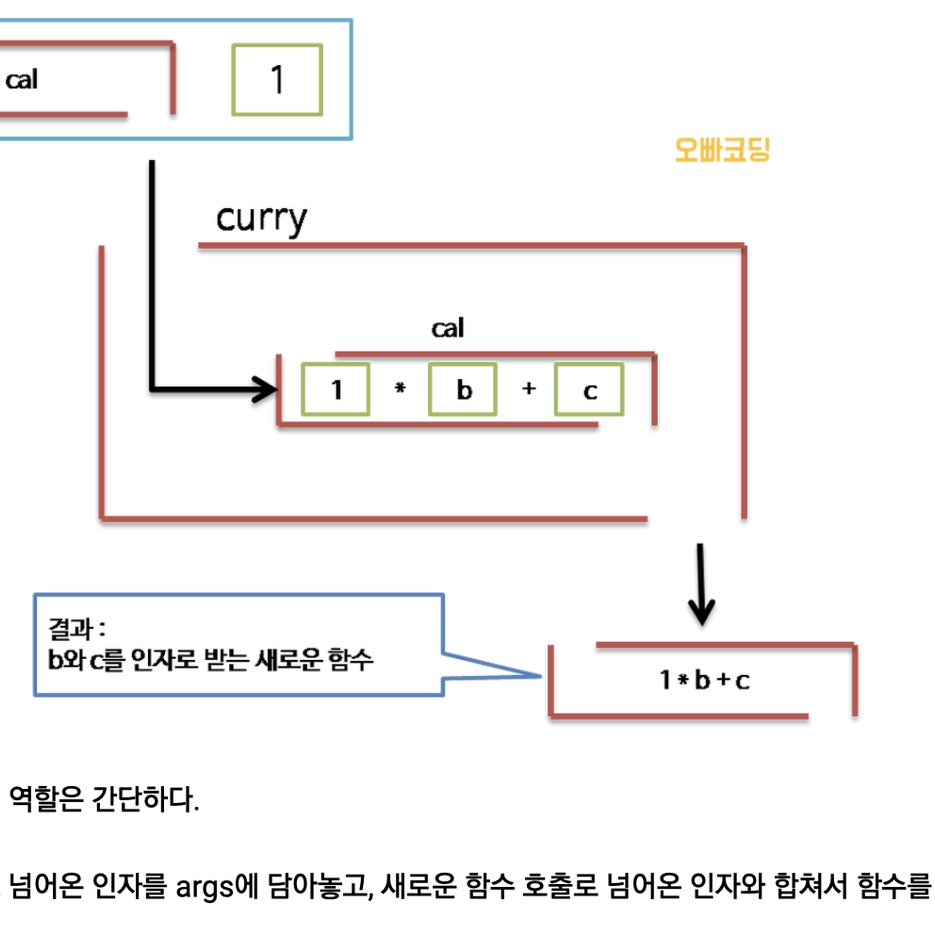 cal
1
오빠코딩
curry
cal
1 * b + c
결과 :
b와 c를 인자로 받는 새로운 함수
1 * b + c
역할은 간단하다.
넘어온 인자를 args에 담아놓고, 새로운 함수 호출로 넘어온 인자와 합쳐서 함수를